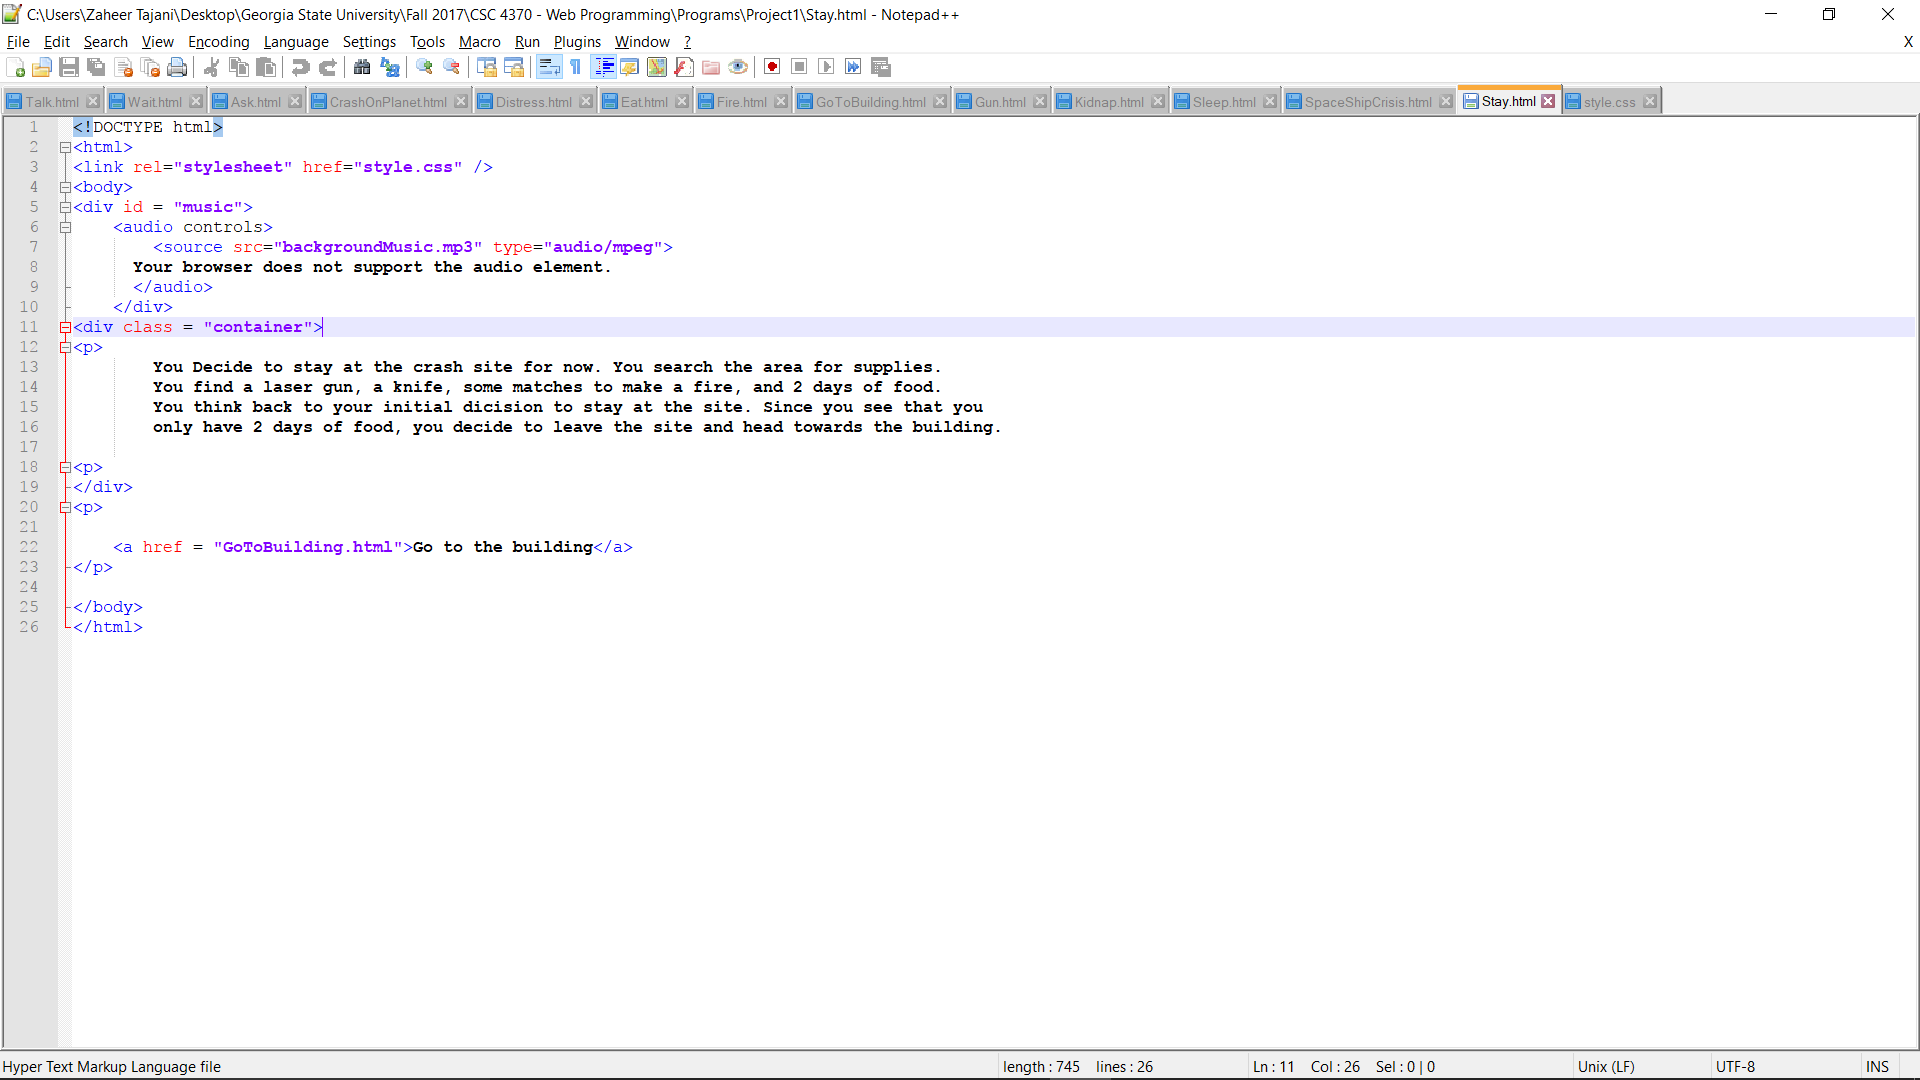 C:\Users\Zaheer Tajani\Desktop\Georgia State University\Fall 2017\CSC 4370 - Web Programming\Programs\Project1\Stay.html - Notepad++
File Edit Search View Encoding Language Settings Tools Macro Run Plugins Window ? X
Talk.html Wait.html Ask.html CrashOnPlanet.html Distress.html Eat.html Fire.html GoToBuilding.html Gun.html Kidnap.html Sleep.html SpaceShipCrisis.html Stay.html style.css
1 <!DOCTYPE html>
2 <html>
3 <link rel="stylesheet" href="style.css" />
4 <body>
5 <div id = "music">
6 <audio controls>
7 <source src="backgroundMusic.mp3" type="audio/mpeg">
8 Your browser does not support the audio element.
9 </audio>
10 </div>
11 <div class = "container">
12 <p>
13 You Decide to stay at the crash site for now. You search the area for supplies.
14 You find a laser gun, a knife, some matches to make a fire, and 2 days of food.
15 You think back to your initial dicision to stay at the site. Since you see that you
16 only have 2 days of food, you decide to leave the site and head towards the building.
17
18 <p>
19 </div>
20 <p>
21
22 <a href = "GoToBuilding.html">Go to the building</a>
23 </p>
24
25 </body>
26 </html>
Hyper Text Markup Language file length : 745 lines : 26 Ln : 11 Col : 26 Sel : 0 | 0 Unix (LF) UTF-8 INS